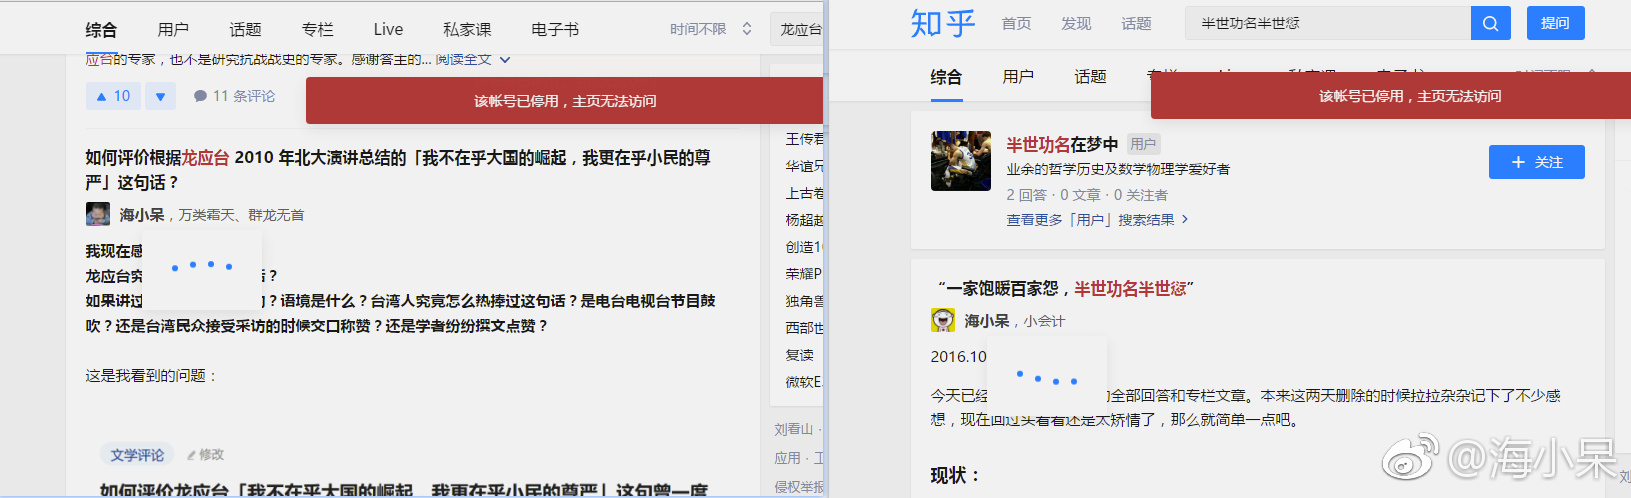 综合 用户 话题 专栏 Live 私家课 电子书 时间不限 龙应台
应台的专家，也不是研究抗战战史的专家。感谢答主的... 阅读全文
10 11 条评论
该帐号已停用，主页无法访问
如何评价根据龙应台 2010 年北大演讲总结的「我不在乎大国的崛起，我更在乎小民的尊
严」这句话？
海小呆，万类霜天、群龙无首
我现在感
龙应台究 ？
如果讲过 ？语境是什么？台湾人究竟怎么热捧过这句话？是电台电视台节目鼓
吹？还是台湾民众接受采访的时候交口称赞？还是学者纷纷撰文点赞？
这是我看到的问题：
文学评论 修改
如何评价龙应台「我不在乎大国的崛起，我更在乎小民的尊严」这句曾一度
王传君
华谊兄
上古卷
杨超越
创造10
荣耀P
独角兽
西部世
复读
微软E
刘看山 ·
应用 · 工
侵权举报
知乎 首页 发现 话题 半世功名半世愆 提问
综合 用户 话题
该帐号已停用，主页无法访问
半世功名在梦中 用户
业余的哲学历史及数学物理学爱好者
2 回答 · 0 文章 · 0 关注者
查看更多「用户」搜索结果
关注
“一家饱暖百家怨，半世功名半世愆”
海小呆，小会计
2016.10
今天已经 的全部回答和专栏文章。本来这两天删除的时候拉拉杂杂记下了不少感
想，现在回过头看看还是太矫情了，那么就简单一点吧。
现状：
@海小呆
刘